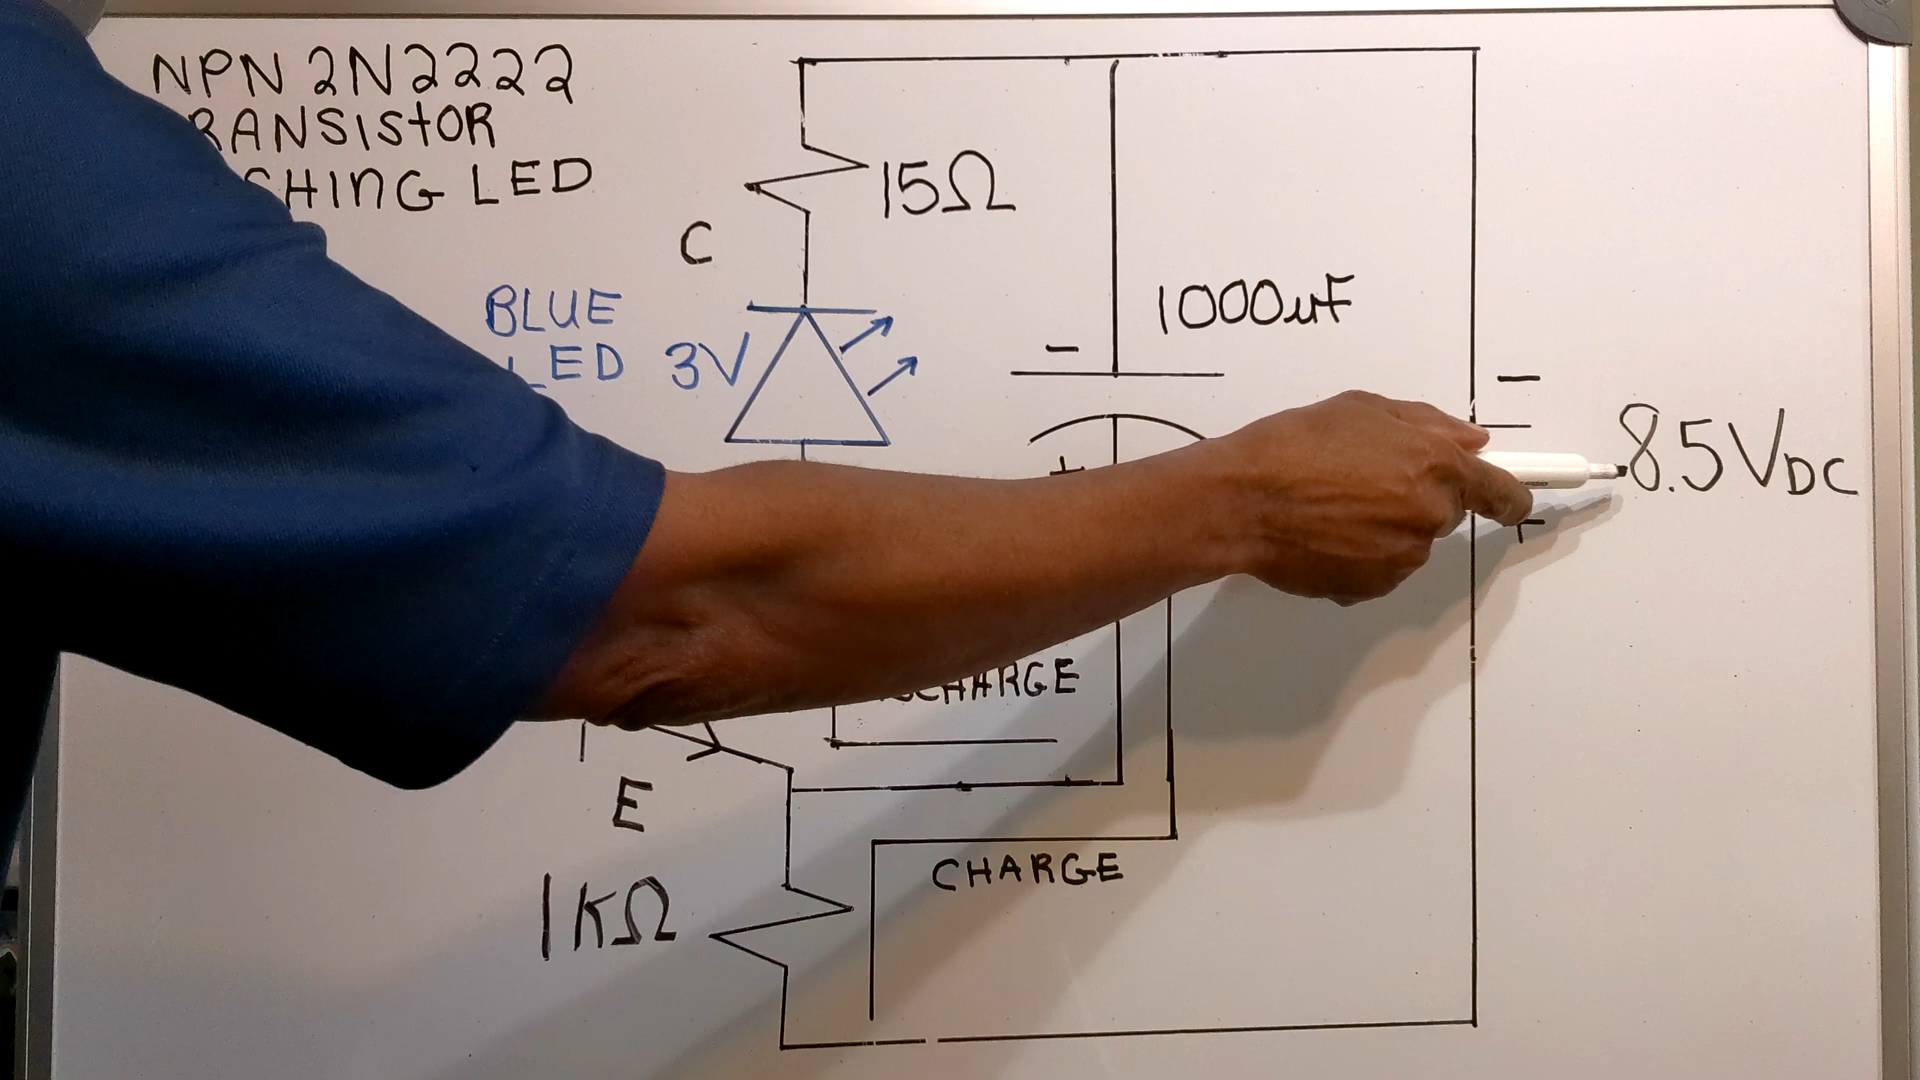 NPN 2N2222
RANSIStOR
SHING LED
15Ω
C
BLUE
LED 3V
1000uF
-
-
+
8.5VDC
+
CHARGE
E
CHARGE
1KΩ